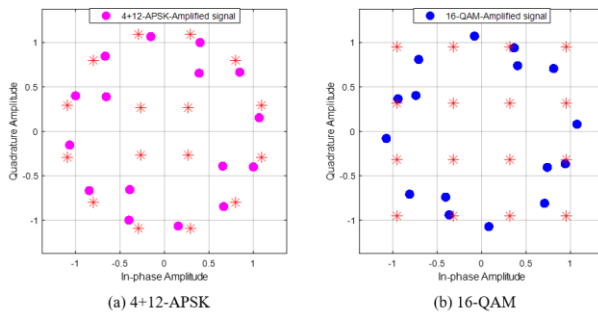 4+12-APSK-Amplified signal
1
0.5
0
-0.5
-1
Quadrature Amplitude
-1
-0.5
0
0.5
1
In-phase Amplitude
(a) 4+12-APSK
16-QAM-Amplified signal
1
0.5
0
-0.5
-1
Quadrature Amplitude
-1
-0.5
0
0.5
1
In-phase Amplitude
(b) 16-QAM